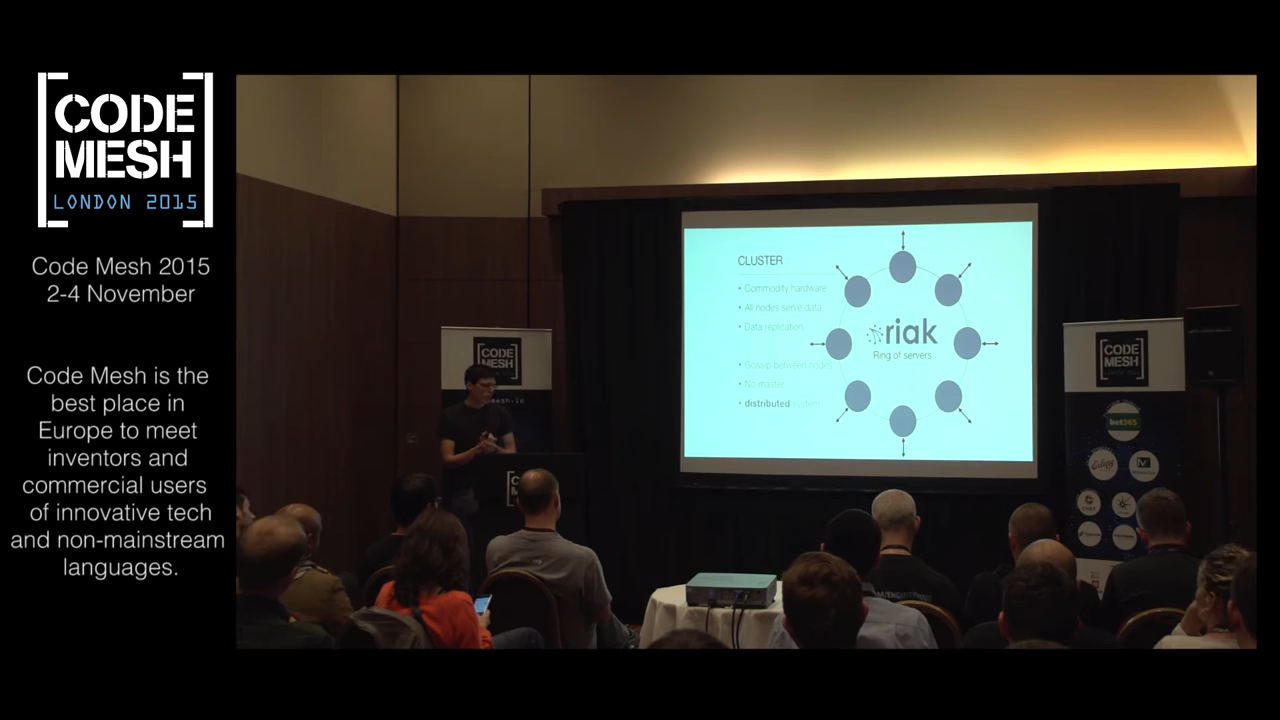 CODE
MESH
LONDON 2015
Code Mesh 2015
2-4 November
Code Mesh is the
best place in
Europe to meet
inventors and
commercial users
of innovative tech
and non-mainstream
languages.
CLUSTER
• Commodity hardware
• All nodes serve data
• Data replication
• Gossip between nodes
• No master
• distributed system
riak
Ring of servers
CODE
MESH
CODE
MESH
LONDON 2015
bet365